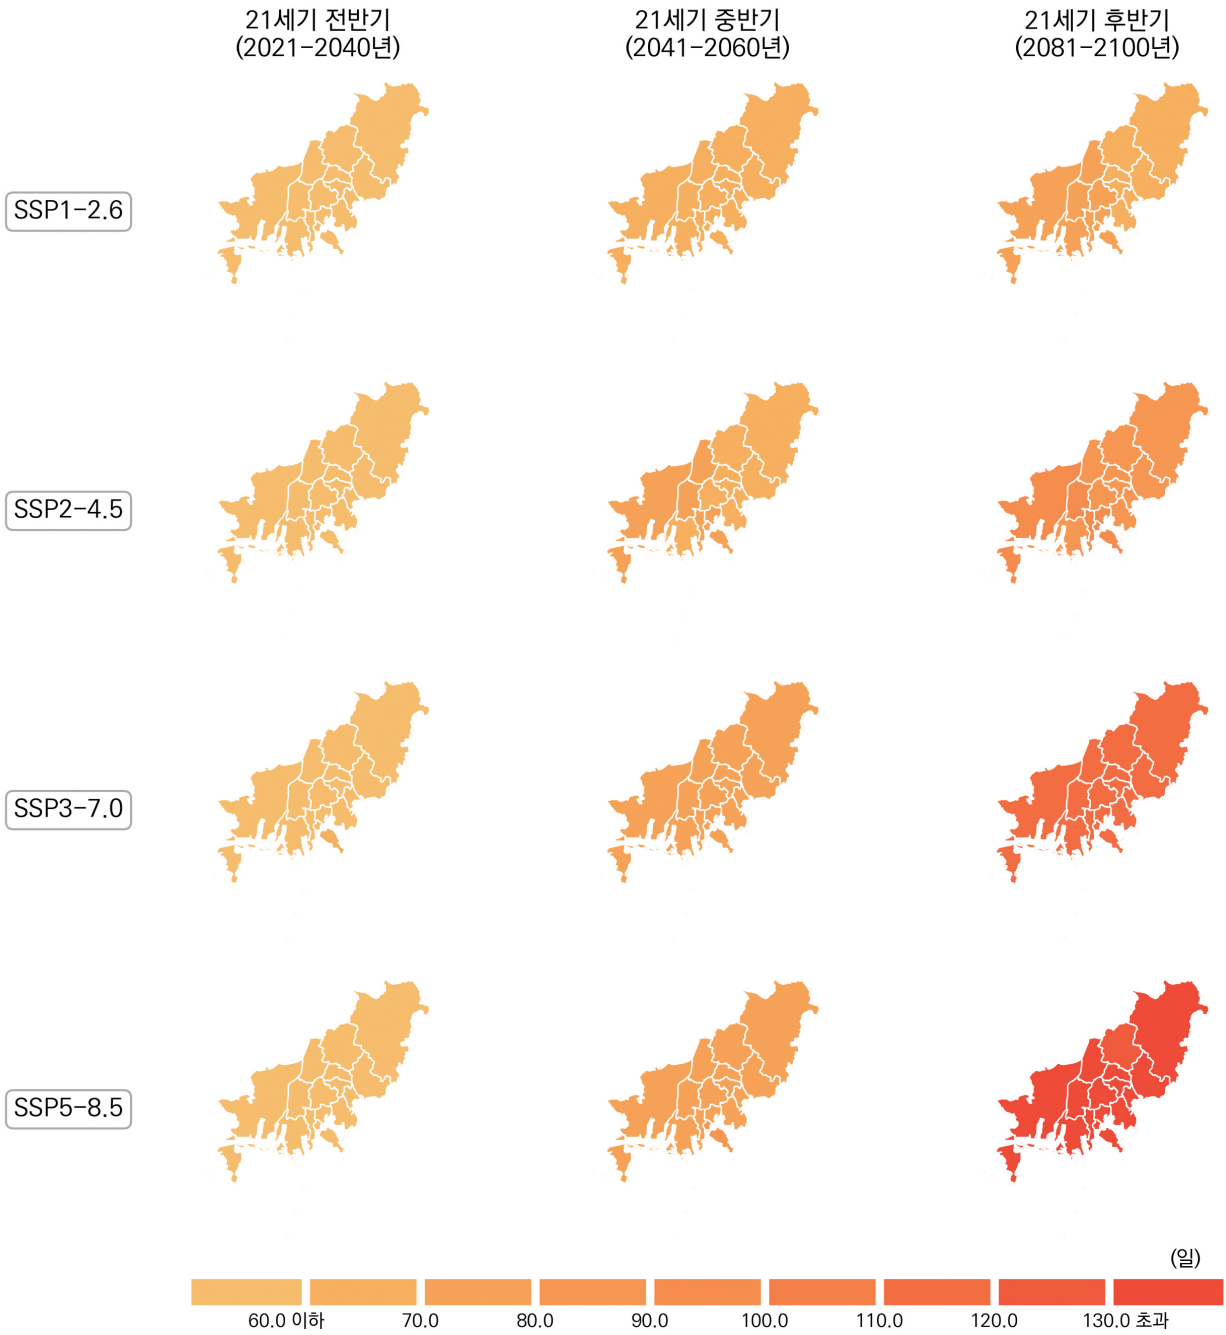 21세기 전반기
(2021-2040년)
21세기 중반기
(2041-2060년)
21세기 후반기
(2081-2100년)
SSP1-2.6
SSP2-4.5
SSP3-7.0
SSP5-8.5
(일)
60.0 이하
70.0
80.0
90.0
100.0
110.0
120.0
130.0 초과